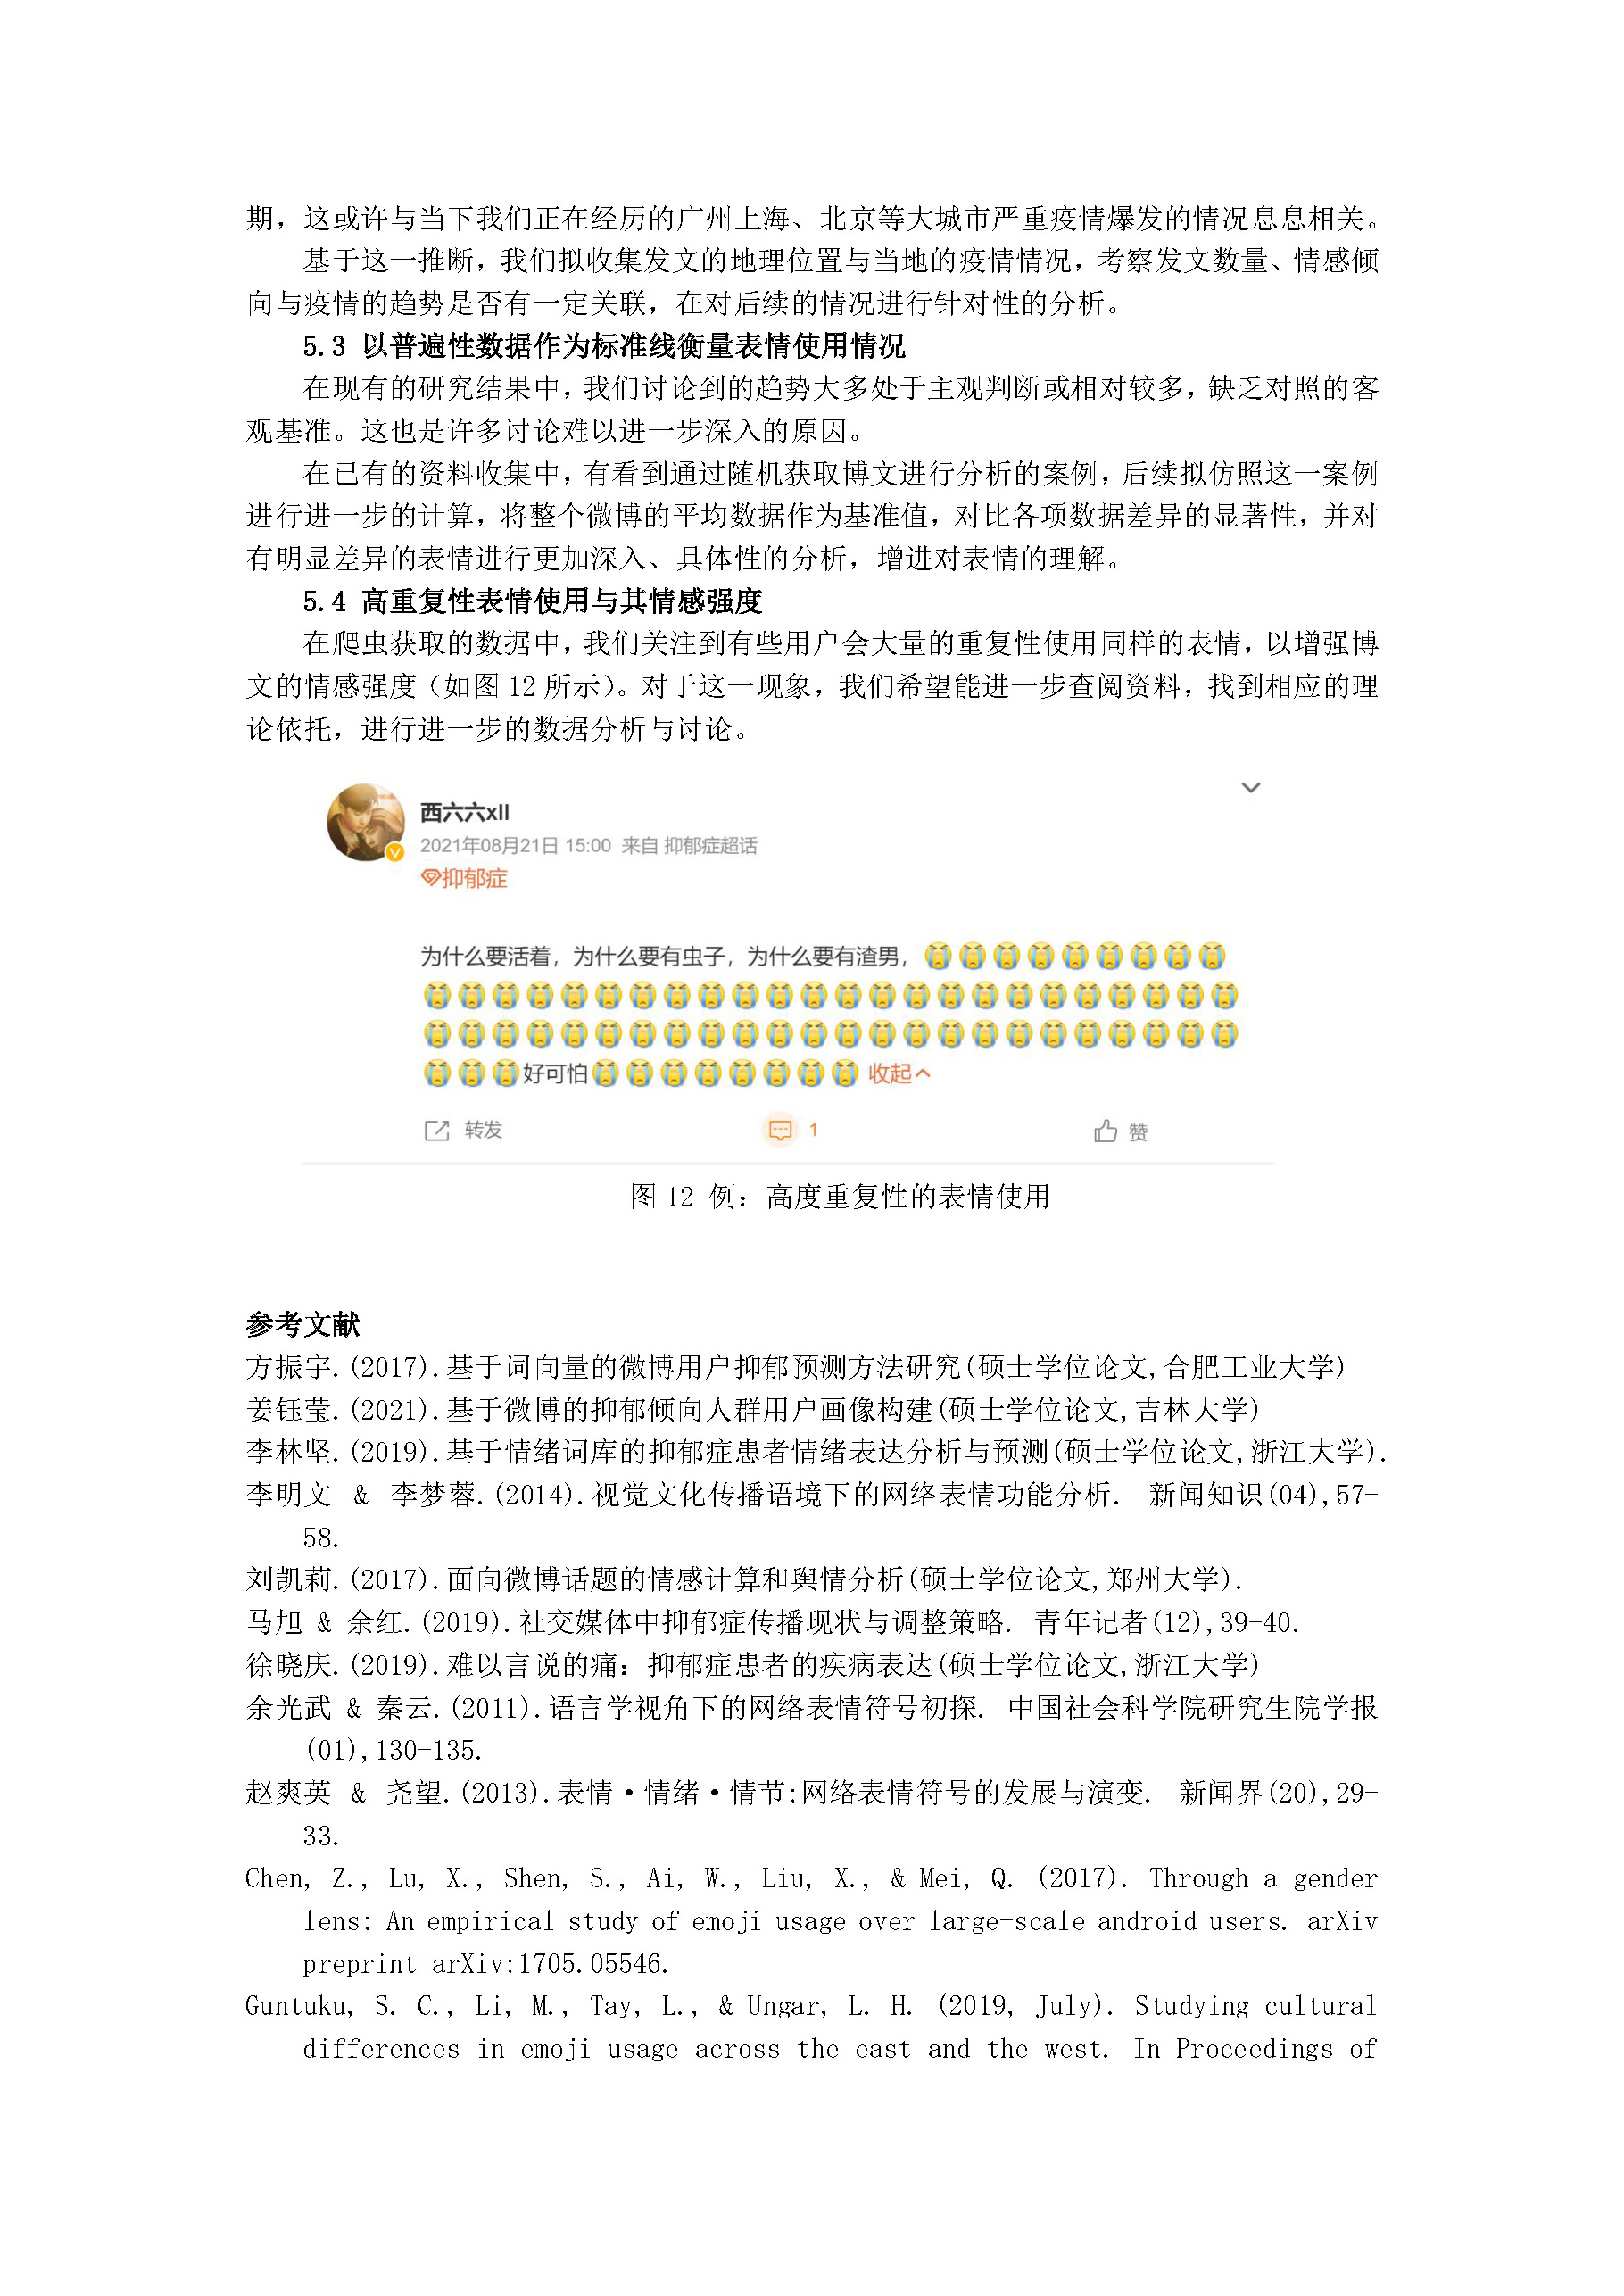 期，这或许与当下我们正在经历的广州上海、北京等大城市严重疫情爆发的情况息息相关。
基于这一推断，我们拟收集发文的地理位置与当地的疫情情况，考察发文数量、情感倾
向与疫情的趋势是否有一定关联，在对后续的情况进行针对性的分析。
5.3 以普遍性数据作为标准线衡量表情使用情况
在现有的研究结果中，我们讨论到的趋势大多处于主观判断或相对较多，缺乏对照的客
观基准。这也是许多讨论难以进一步深入的原因。
在已有的资料收集中，有看到通过随机获取博文进行分析的案例，后续拟仿照这一案例
进行进一步的计算，将整个微博的平均数据作为基准值，对比各项数据差异的显著性，并对
有明显差异的表情进行更加深入、具体性的分析，增进对表情的理解。
5.4 高重复性表情使用与其情感强度
在爬虫获取的数据中，我们关注到有些用户会大量的重复性使用同样的表情，以增强博
文的情感强度（如图 12 所示）。对于这一现象，我们希望能进一步查阅资料，找到相应的理
论依托，进行进一步的数据分析与讨论。
西六六xll
2021年08月21日 15:00 来自 抑郁症超话
抑郁症
为什么要活着，为什么要有虫子，为什么要有渣男，😭😭😭😭😭😭😭😭😭
😭😭😭😭😭😭😭😭😭😭😭😭😭😭😭😭😭😭😭😭😭😭😭😭
😭😭😭😭😭😭😭😭😭😭😭😭😭😭😭😭😭😭😭😭😭😭😭😭
😭😭😭好可怕😭😭😭😭😭😭😭😭 收起
转发 1 赞
图 12 例：高度重复性的表情使用
参考文献
方振宇.(2017).基于词向量的微博用户抑郁预测方法研究(硕士学位论文,合肥工业大学)
姜钰莹.(2021).基于微博的抑郁倾向人群用户画像构建(硕士学位论文,吉林大学)
李林坚.(2019).基于情绪词库的抑郁症患者情绪表达分析与预测(硕士学位论文,浙江大学).
李明文 & 李梦蓉.(2014).视觉文化传播语境下的网络表情功能分析. 新闻知识(04),57-
58.
刘凯莉.(2017).面向微博话题的情感计算和舆情分析(硕士学位论文,郑州大学).
马旭 & 余红.(2019).社交媒体中抑郁症传播现状与调整策略. 青年记者(12),39-40.
徐晓庆.(2019).难以言说的痛：抑郁症患者的疾病表达(硕士学位论文,浙江大学)
余光武 & 秦云.(2011).语言学视角下的网络表情符号初探. 中国社会科学院研究生院学报
(01),130-135.
赵爽英 & 尧望.(2013).表情·情绪·情节:网络表情符号的发展与演变. 新闻界(20),29-
33.
Chen, Z., Lu, X., Shen, S., Ai, W., Liu, X., & Mei, Q. (2017). Through a gender
lens: An empirical study of emoji usage over large-scale android users. arXiv
preprint arXiv:1705.05546.
Guntuku, S. C., Li, M., Tay, L., & Ungar, L. H. (2019, July). Studying cultural
differences in emoji usage across the east and the west. In Proceedings of